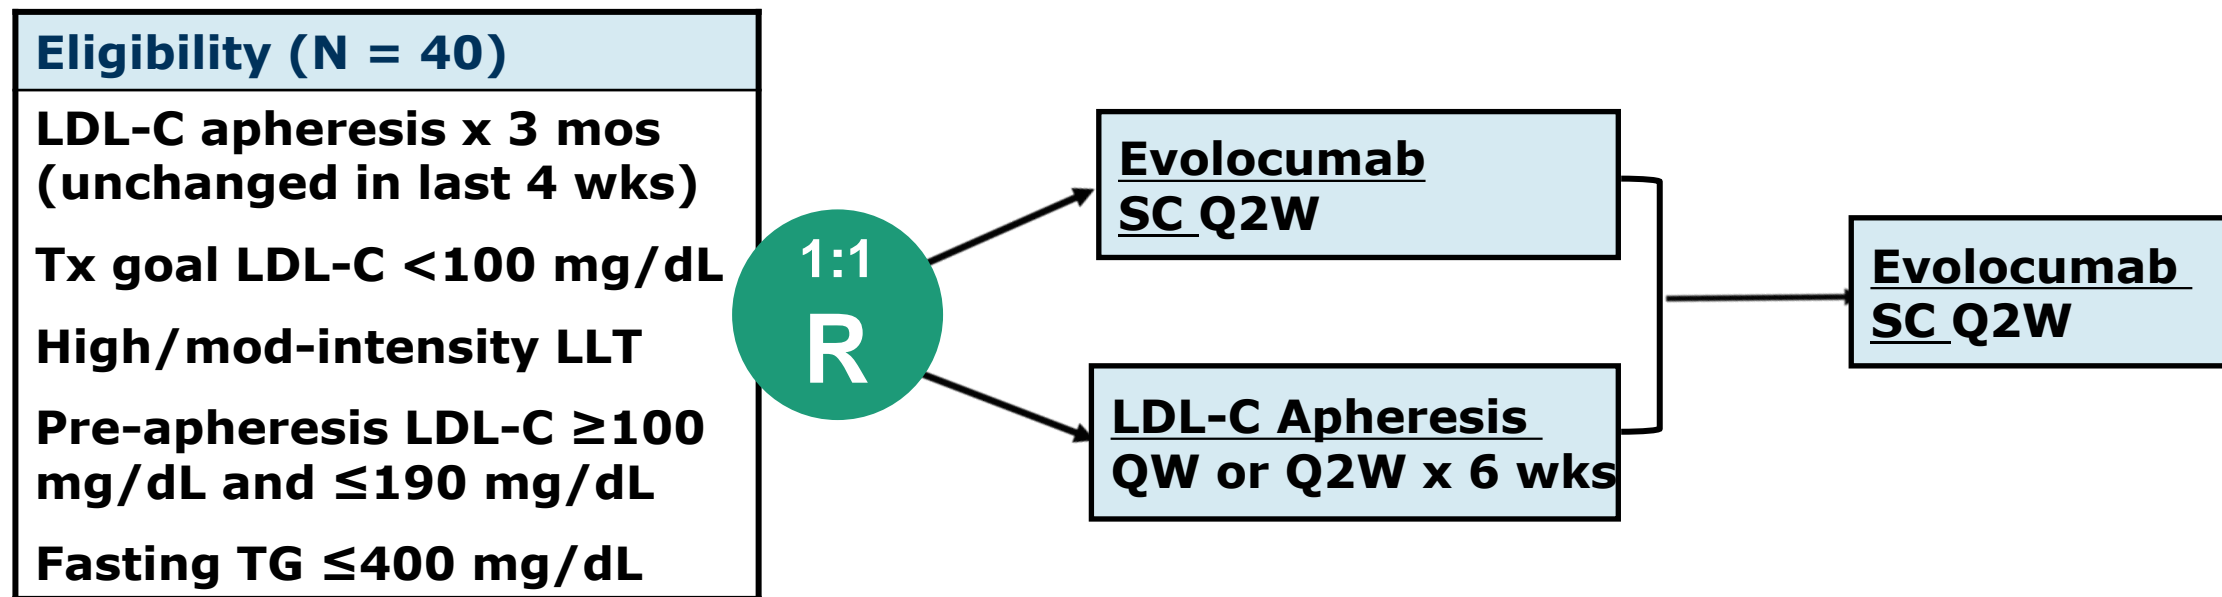 Eligibility (N = 40)
LDL-C apheresis x 3 mos
(unchanged in last 4 wks)
Tx goal LDL-C <100 mg/dL
High/mod-intensity LLT
Pre-apheresis LDL-C ≥100
mg/dL and ≤190 mg/dL
Fasting TG ≤400 mg/dL
1:1
R
Evolocumab
SC Q2W
LDL-C Apheresis
QW or Q2W x 6 wks
Evolocumab
SC Q2W